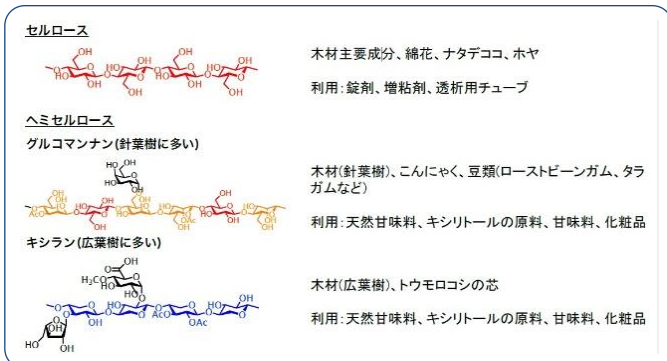 セルロース
木材主要成分、綿花、ナタデココ、ホヤ
利用:錠剤、増粘剤、透析用チューブ
ヘミセルロース
グルコマンナン(針葉樹に多い)
木材(針葉樹)、こんにゃく、豆類(ローストビーンガム、タラ
ガムなど)
利用:天然甘味料、キシリトールの原料、甘味料、化粧品
キシラン(広葉樹に多い)
木材(広葉樹)、トウモロコシの芯
利用:天然甘味料、キシリトールの原料、甘味料、化粧品